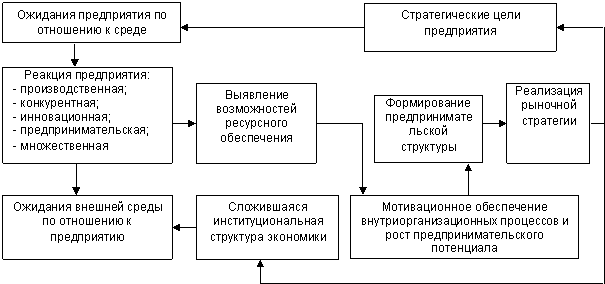 Ожидания предприятия по
отношению к среде
Стратегические цели
предприятия
Реакция предприятия:
- производственная;
- конкурентная;
- инновационная;
- предпринимательская;
- множественная
Выявление
возможностей
ресурсного
обеспечения
Формирование
предпринимате
льской
структуры
Реализация
рыночной
стратегии
Ожидания внешней среды
по отношению к
предприятию
Сложившаяся
институциональная
структура экономики
Мотивационное обеспечение
внутриорганизационных процессов и
рост предпринимательского
потенциала